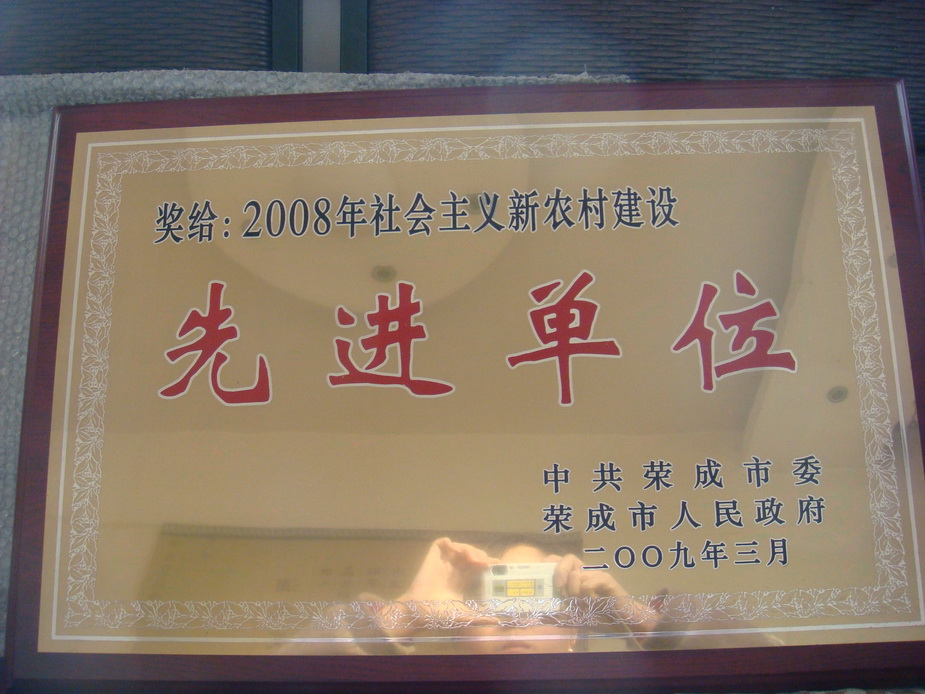 奖给：2008年社会主义新农村建设
先进单位
中共荣成市委
荣成市人民政府
二〇〇九年三月